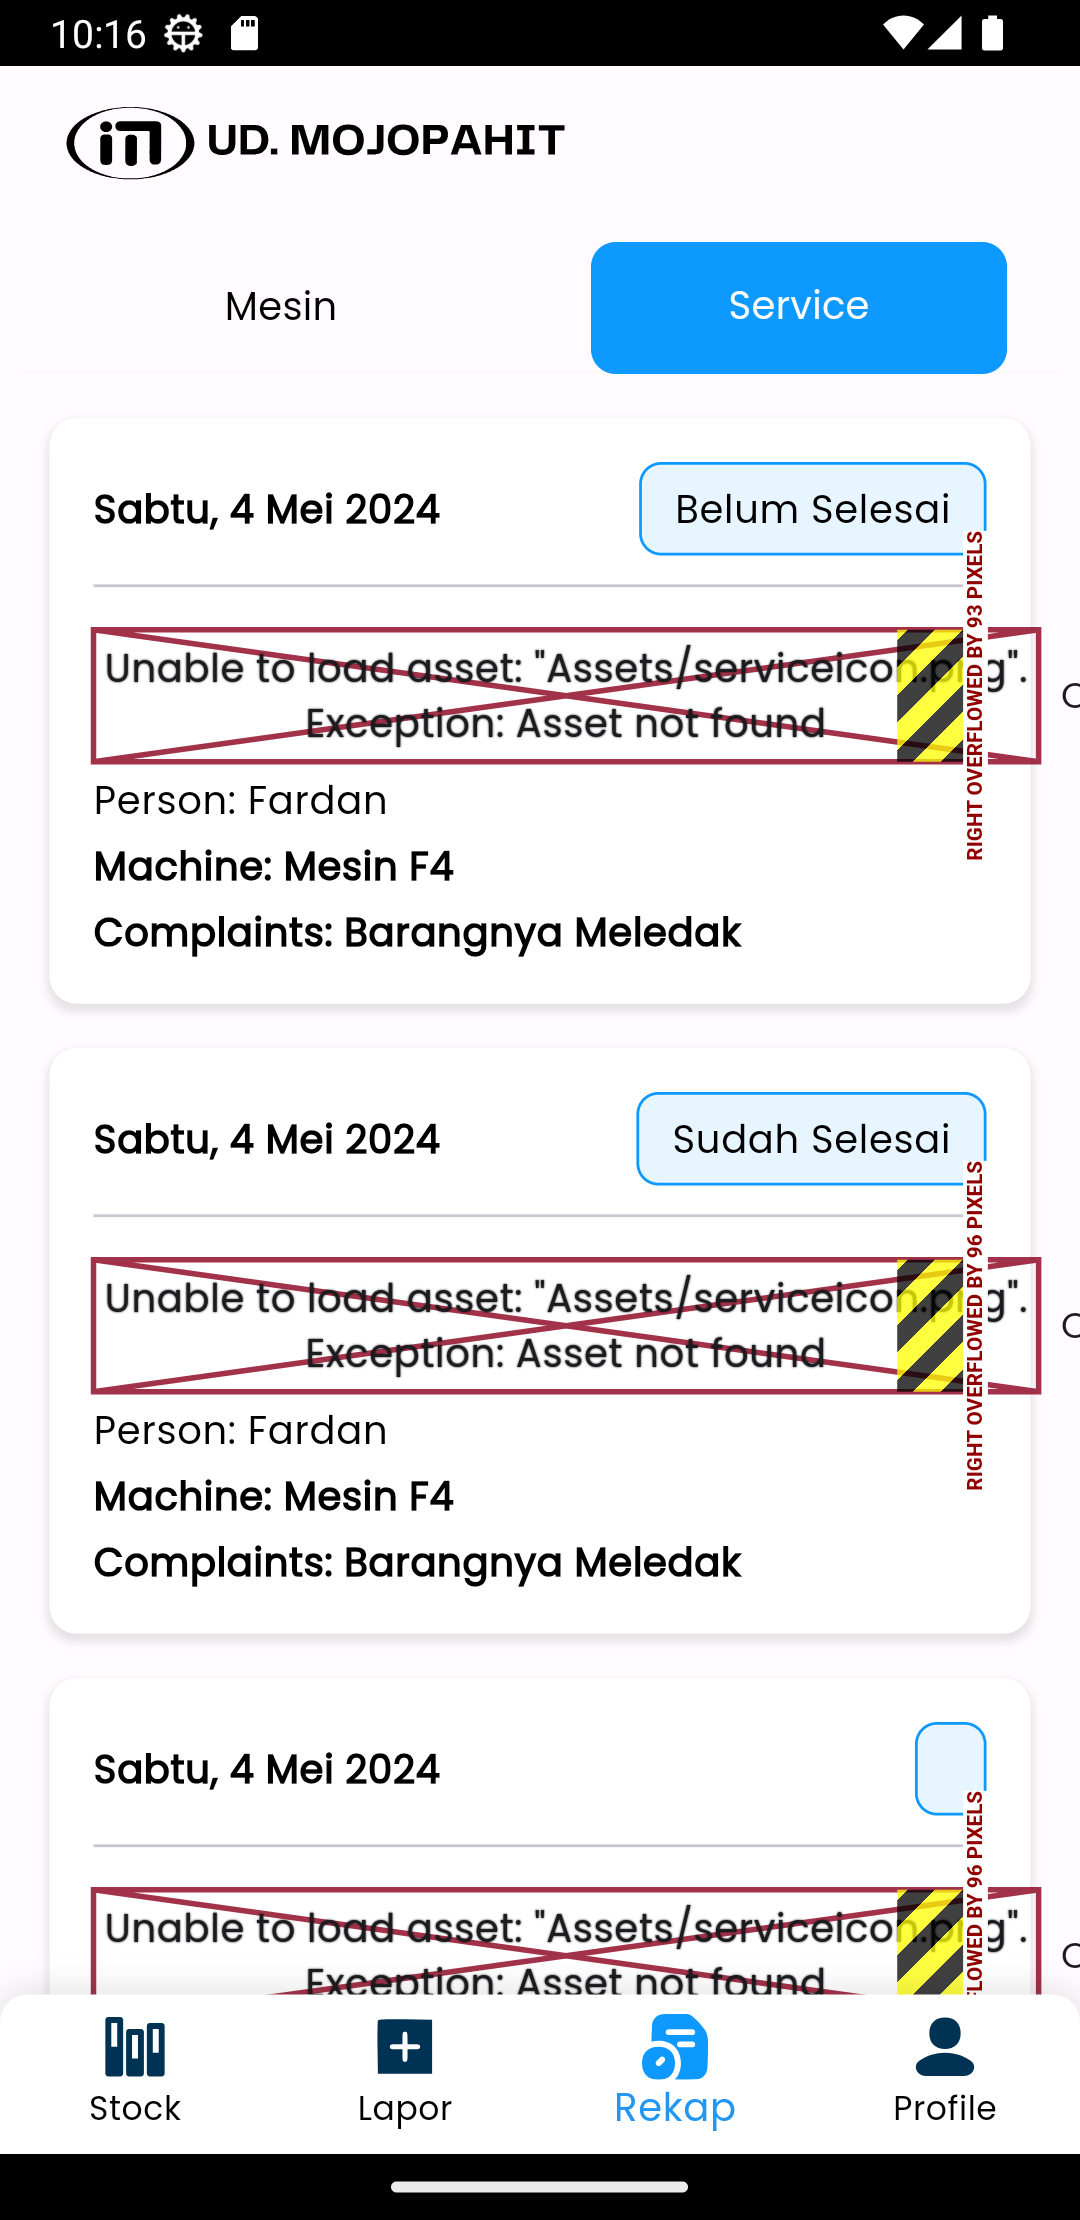 10:16
UD. MOJOPAHIT
Mesin
Service
Sabtu, 4 Mei 2024
Belum Selesai
Unable to load asset: "Assets/serviceicon.png".
Exception: Asset not found
RIGHT OVERFLOWED BY 93 PIXELS
Person: Fardan
Machine: Mesin F4
Complaints: Barangnya Meledak
Sabtu, 4 Mei 2024
Sudah Selesai
Unable to load asset: "Assets/serviceicon.png".
Exception: Asset not found
RIGHT OVERFLOWED BY 96 PIXELS
Person: Fardan
Machine: Mesin F4
Complaints: Barangnya Meledak
Sabtu, 4 Mei 2024
Unable to load asset: "Assets/serviceicon.png".
Exception: Asset not found
FLOWED BY 96 PIXELS
Stock
Lapor
Rekap
Profile